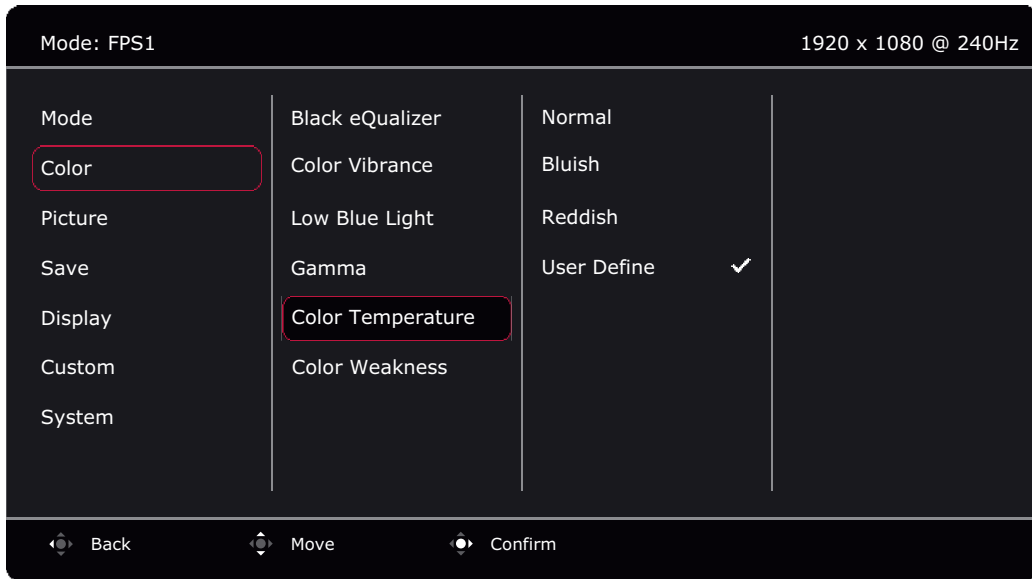 Mode: FPS1
1920 x 1080 @ 240Hz
Mode
Color
Picture
Save
Display
Custom
System
Black eQualizer
Color Vibrance
Low Blue Light
Gamma
Color Temperature
Color Weakness
Normal
Bluish
Reddish
User Define
Back
Move
Confirm